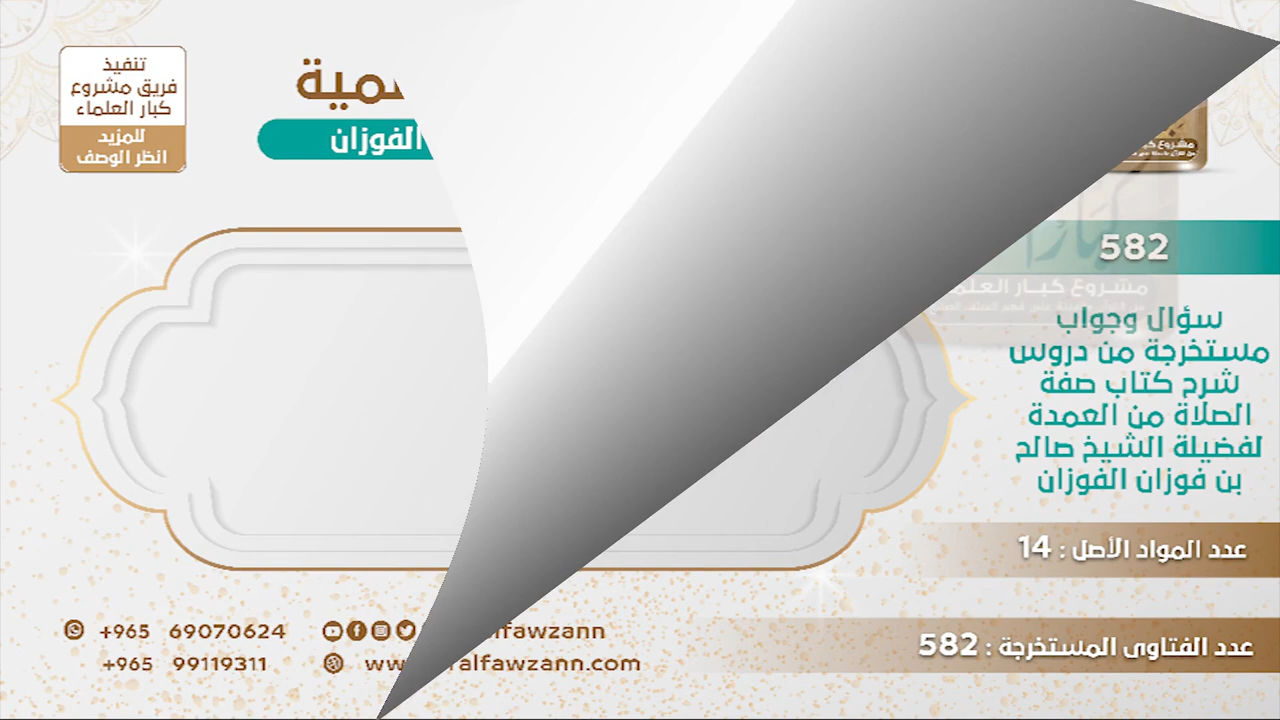 تنفيذ
فريق مشروع
كبار العلماء
للمزيد
انظر الوصف
الفوزان
582
سؤال وجواب
مستخرجة من دروس
شرح كتاب صفة
الصلاة من العمدة
لفضيلة الشيخ صالح
بن فوزان الفوزان
عدد المواد الأصل : 14
عدد الفتاوى المستخرجة : 582
+965 69070624
+965 99119311
alfawzann.com